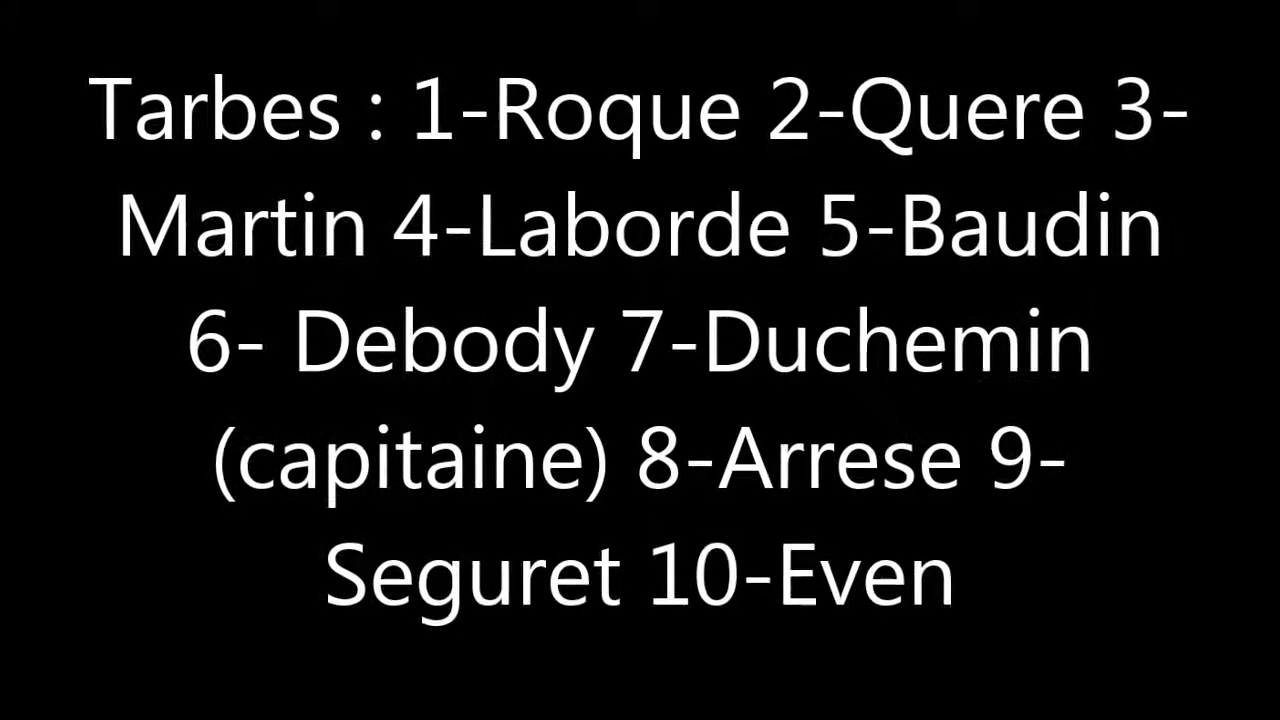 Tarbes : 1-Roque 2-Quere 3-
Martin 4-Laborde 5-Baudin
6- Debody 7-Duchemin
(capitaine) 8-Arrese 9-
Seguret 10-Even